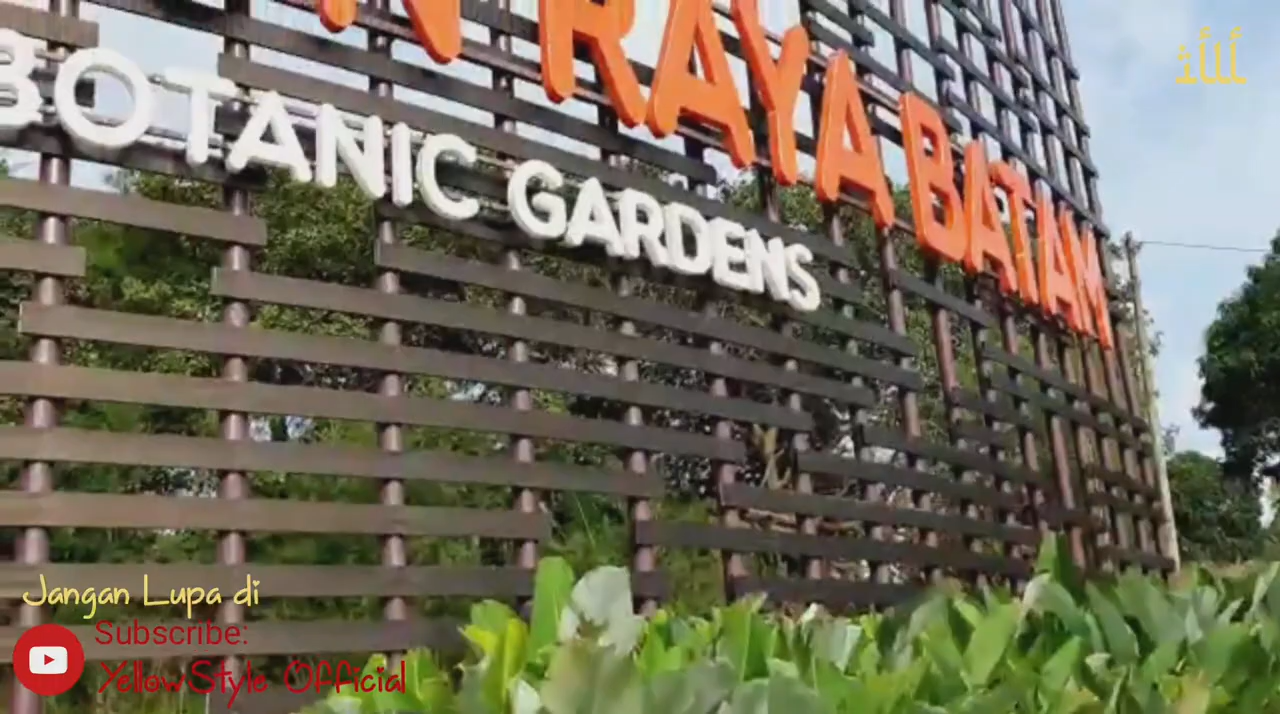 N RAYA BATAM
BOTANIC GARDENS
Jangan Lupa di
Subscribe:
YellowStyle Official